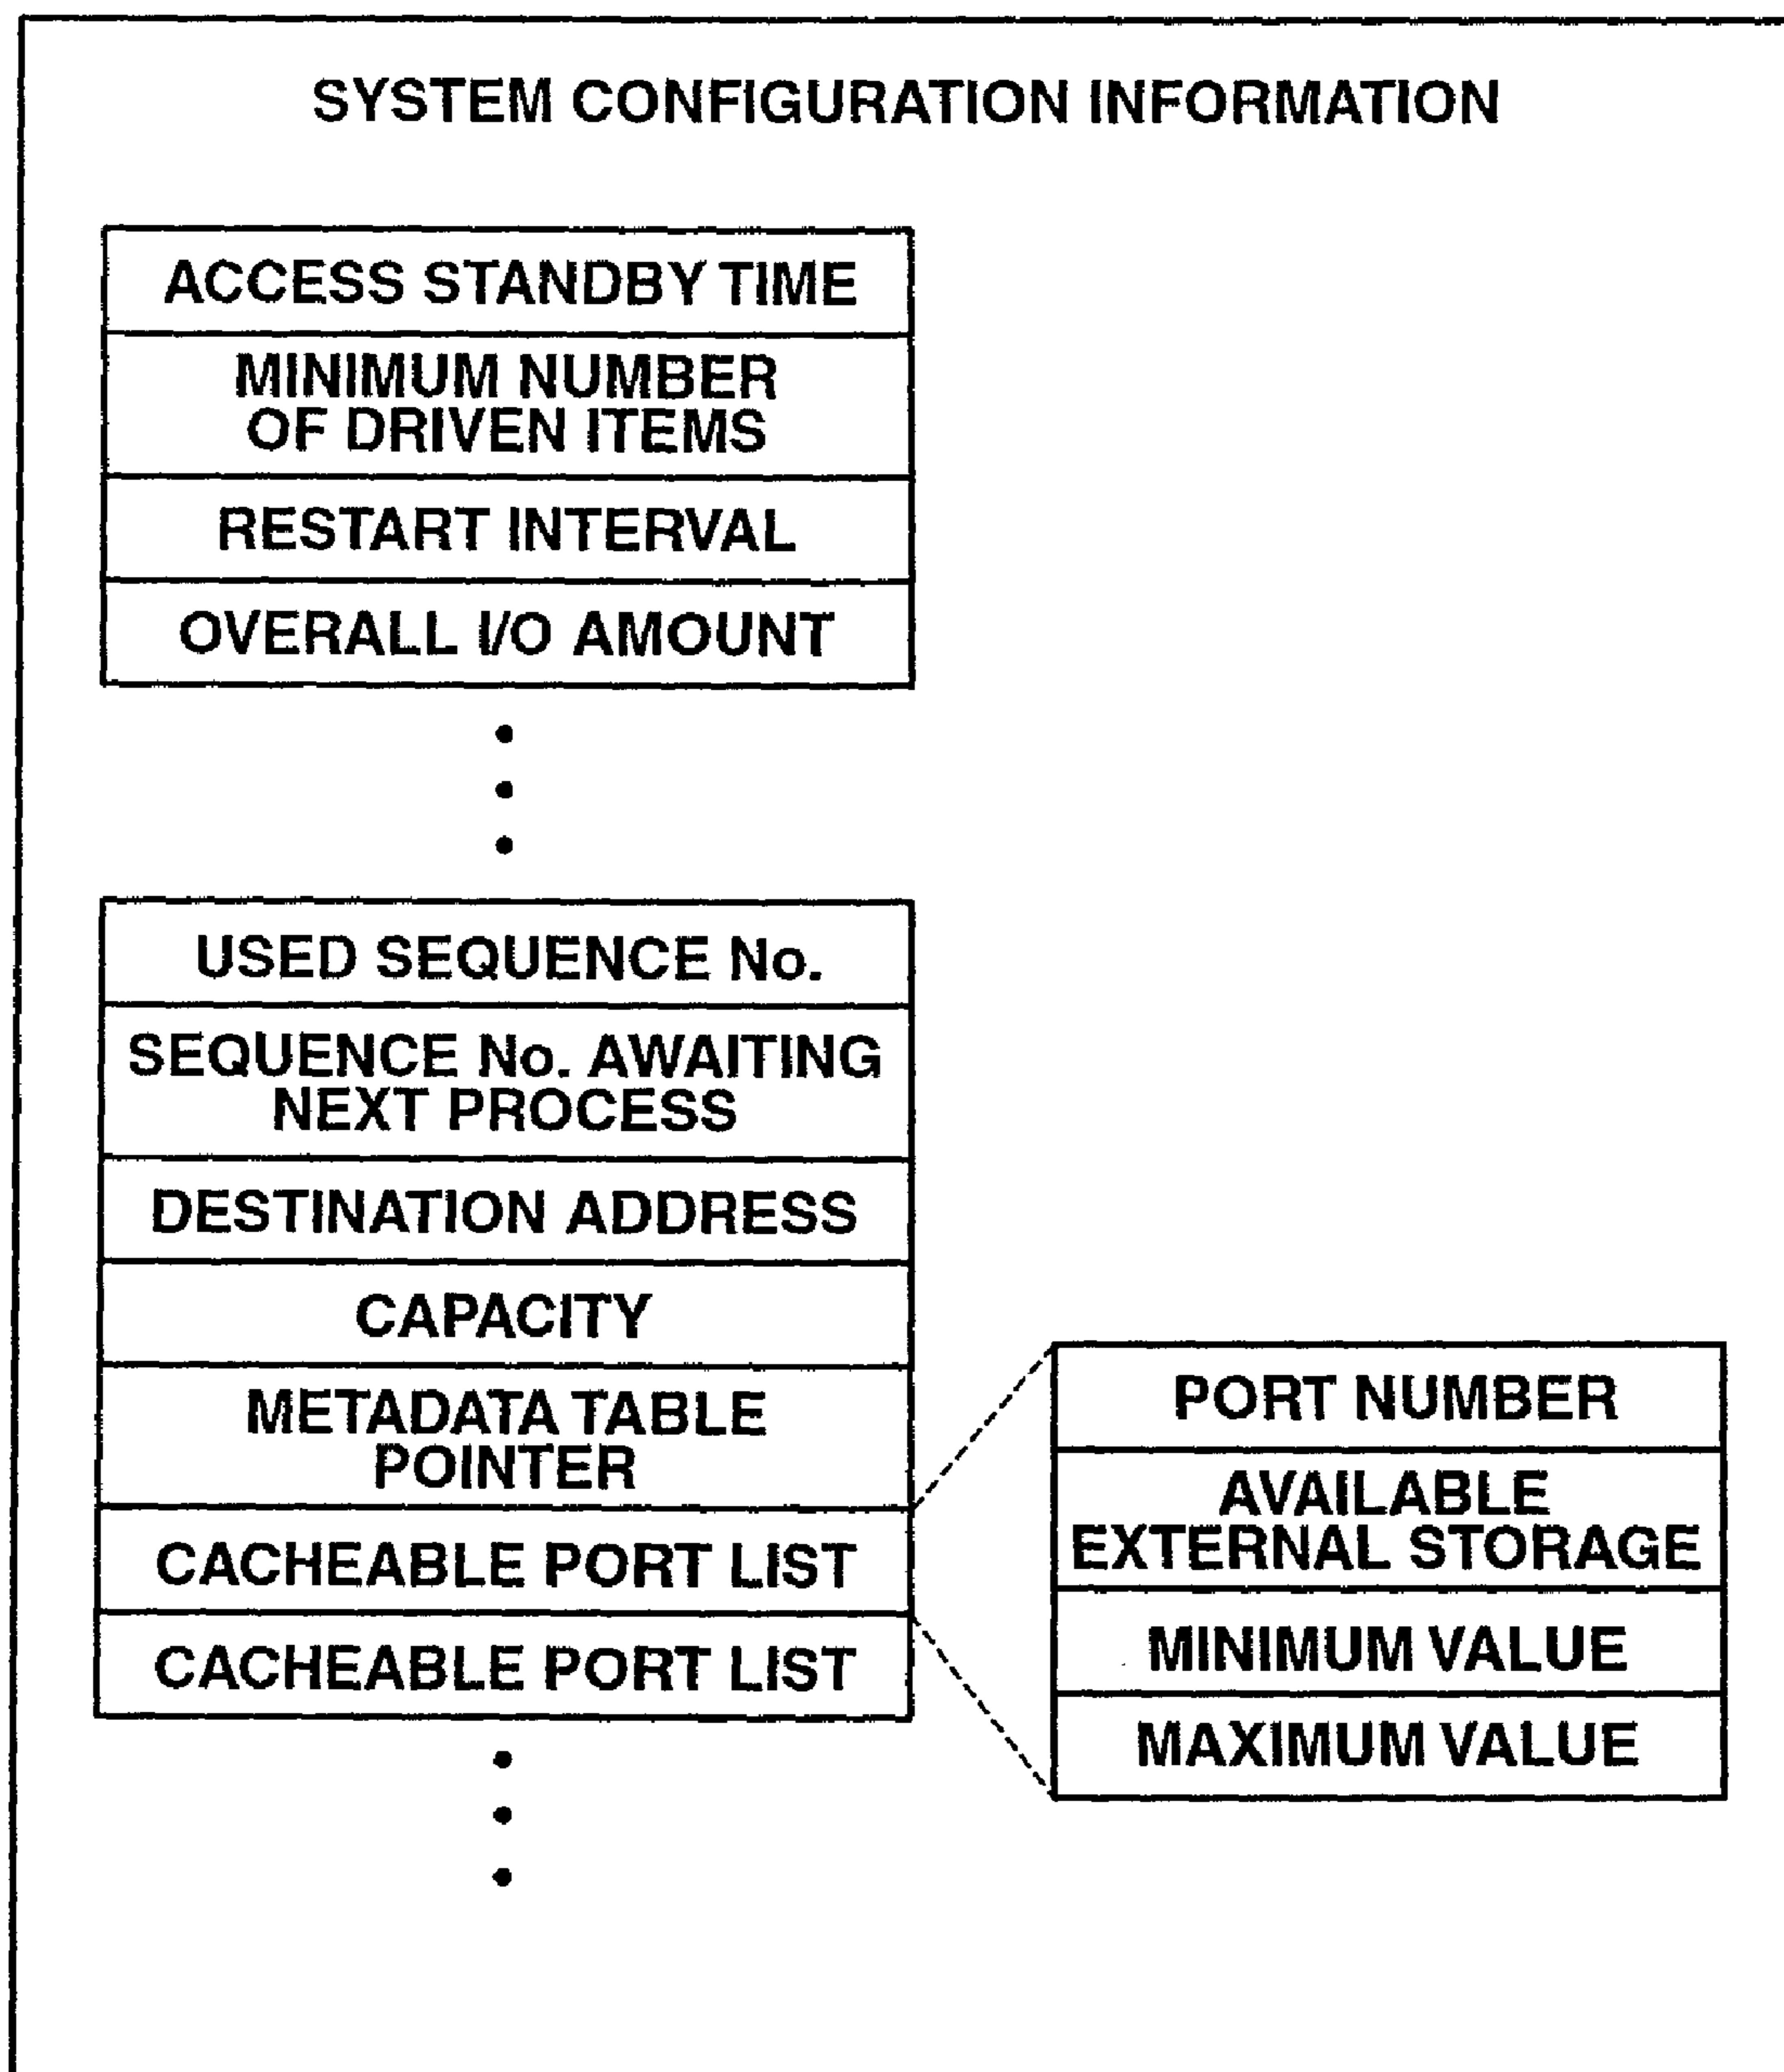 SYSTEM CONFIGURATION INFORMATION
ACCESS STANDBY TIME
MINIMUM NUMBER
OF DRIVEN ITEMS
RESTART INTERVAL
OVERALL I/O AMOUNT
USED SEQUENCE No.
SEQUENCE No. AWAITING
NEXT PROCESS
DESTINATION ADDRESS
CAPACITY
METADATA TABLE
POINTER
CACHEABLE PORT LIST
CACHEABLE PORT LIST
PORT NUMBER
AVAILABLE
EXTERNAL STORAGE
MINIMUM VALUE
MAXIMUM VALUE